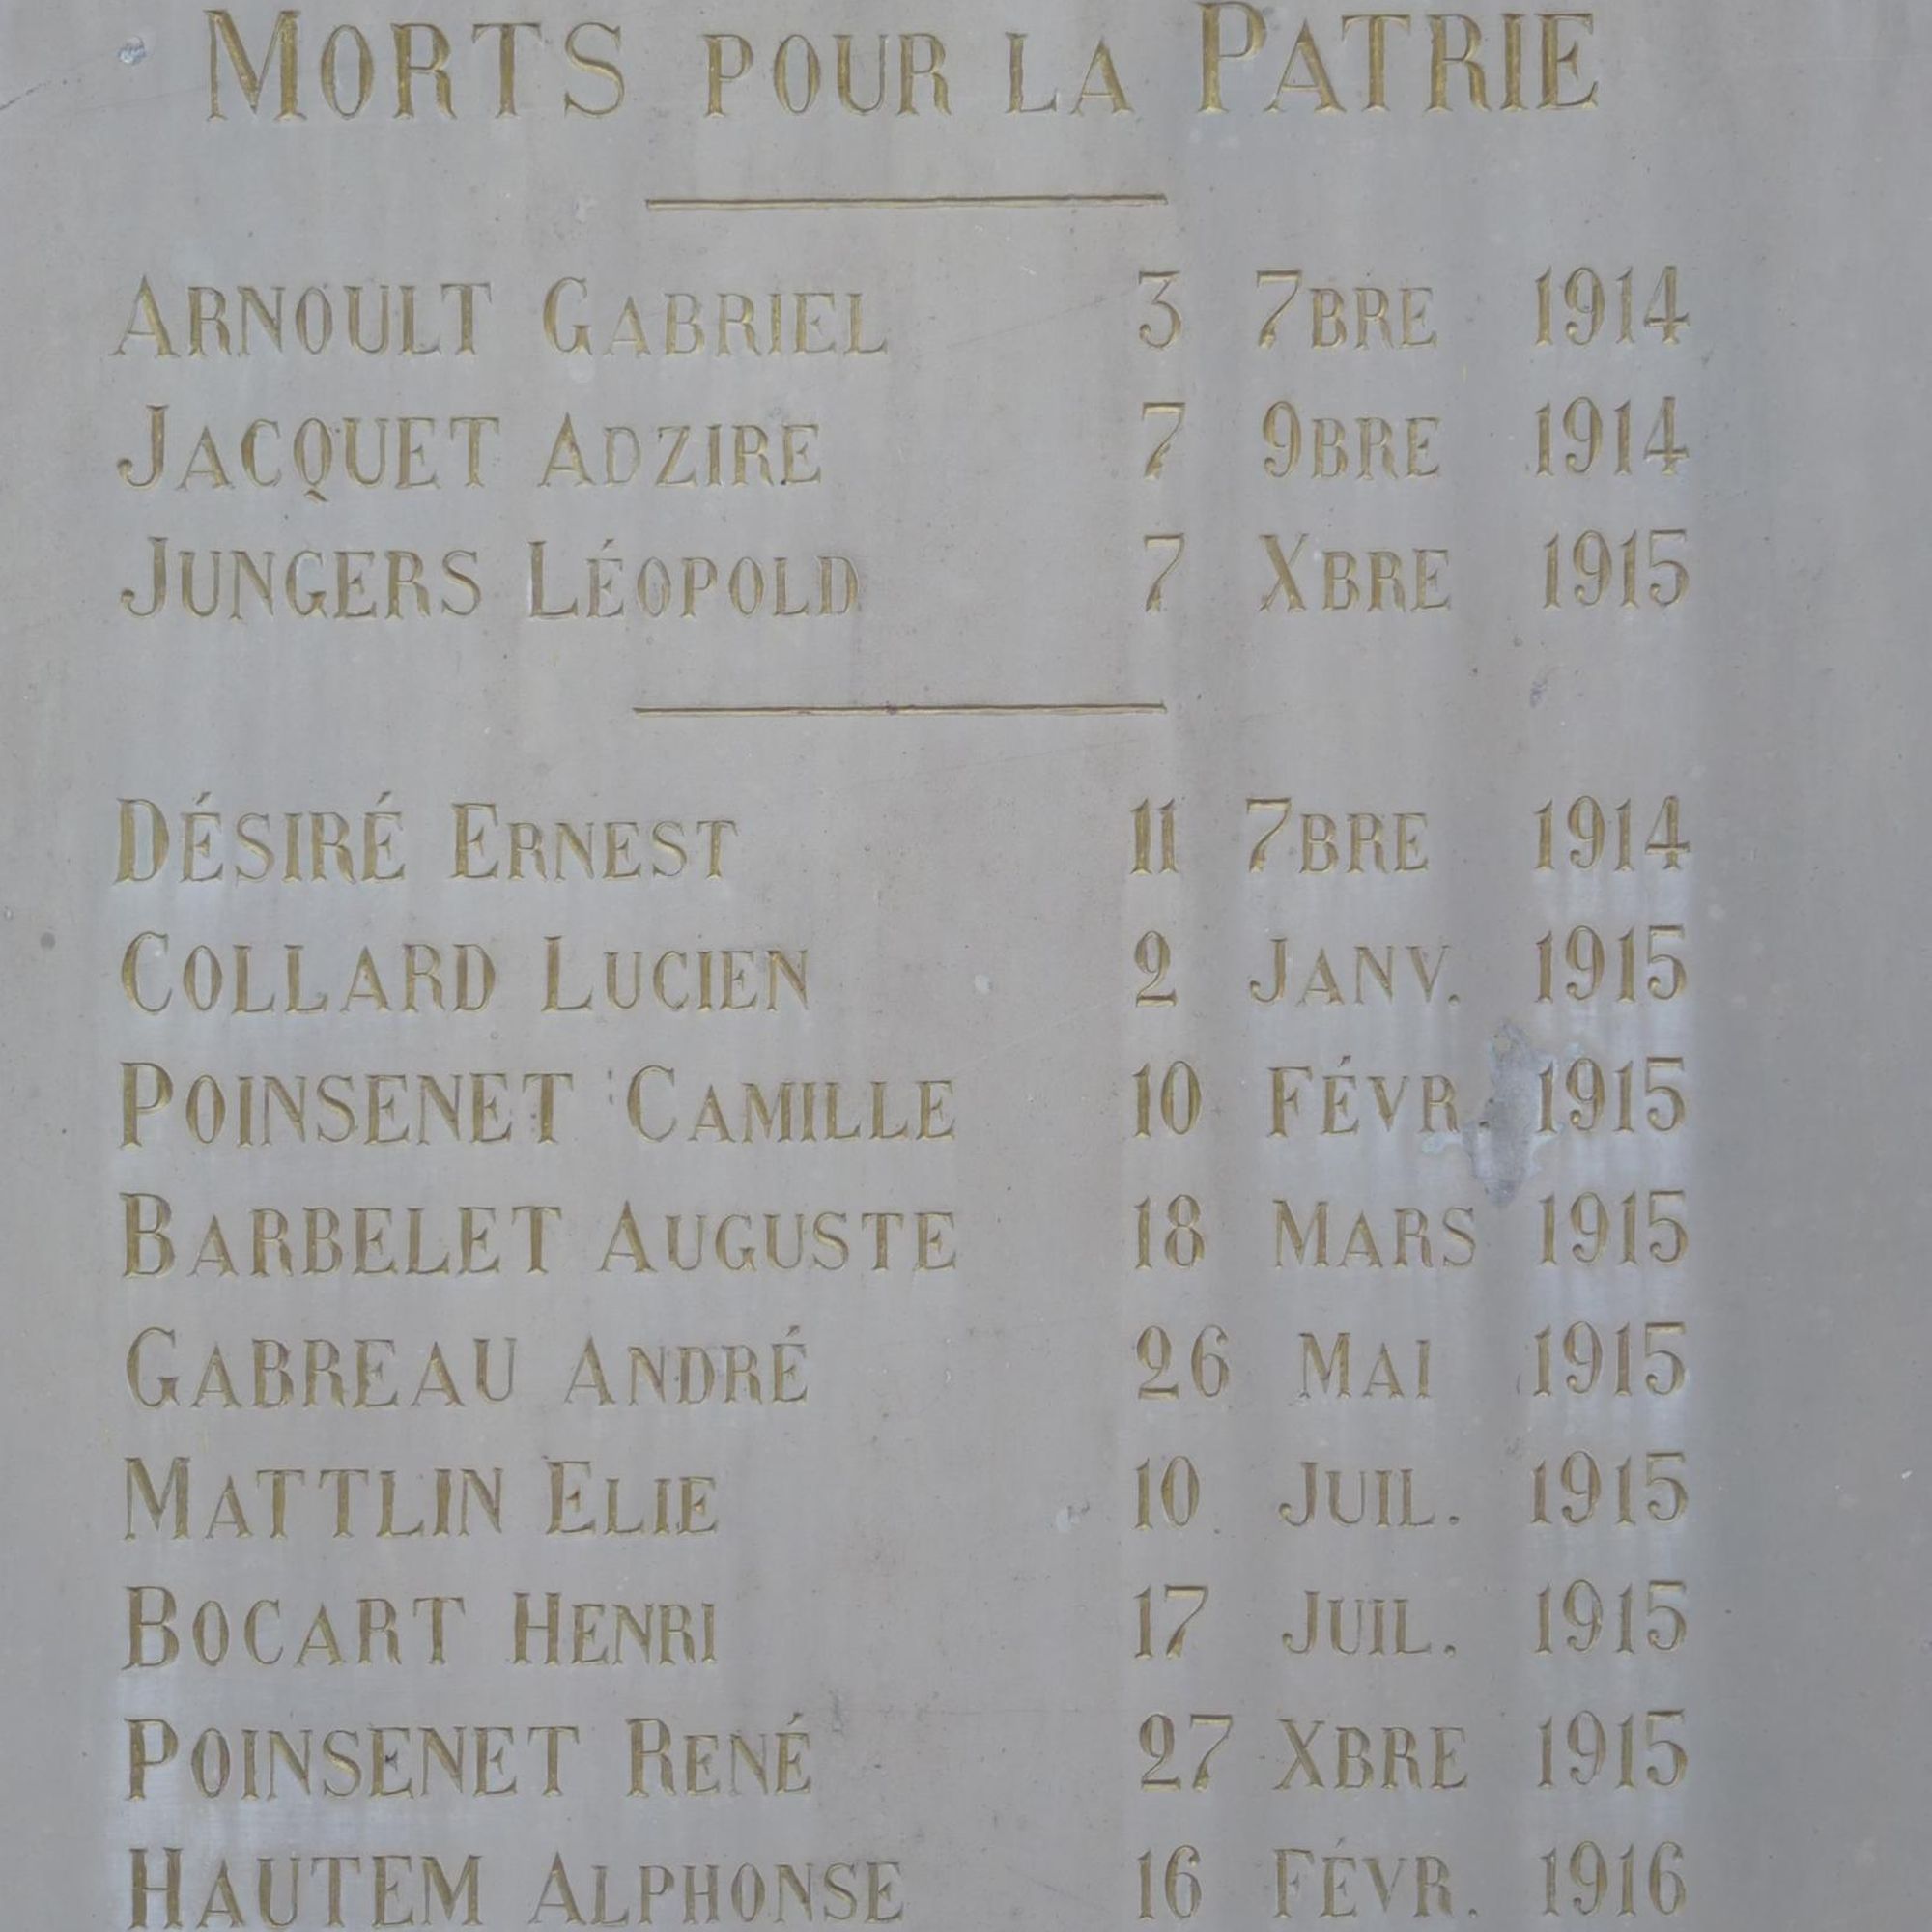 MORTS POUR LA PATRIE
ARNOULT GABRIEL 3 7BRE 1914
JACQUET ADZIRE 7 9BRE 1914
JUNGERS LÉOPOLD 7 XBRE 1915
DÉSIRÉ ERNEST 11 7BRE 1914
COLLARD LUCIEN 2 JANV. 1915
POINSENET CAMILLE 10 FÉVR. 1915
BARBELET AUGUSTE 18 MARS 1915
GABREAU ANDRÉ 26 MAI 1915
MATTLIN ELIE 10 JUIL. 1915
BOCART HENRI 17 JUIL. 1915
POINSENET RENÉ 27 XBRE 1915
HAUTEM ALPHONSE 16 FÉVR. 1916